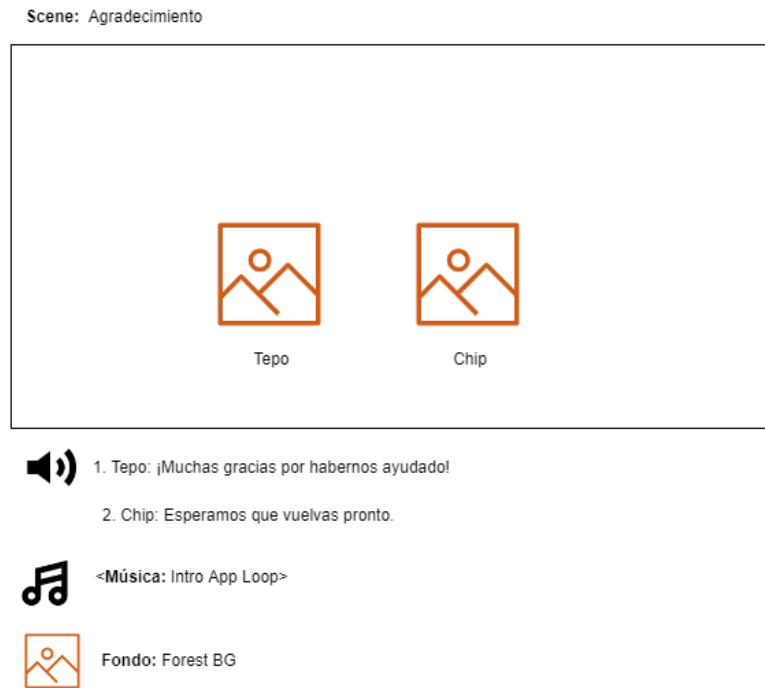 Scene: Agradecimiento
Tepo
Chip
1. Tepo: ¡Muchas gracias por habernos ayudado!
2. Chip: Esperamos que vuelvas pronto.
<Música: Intro App Loop>
Fondo: Forest BG